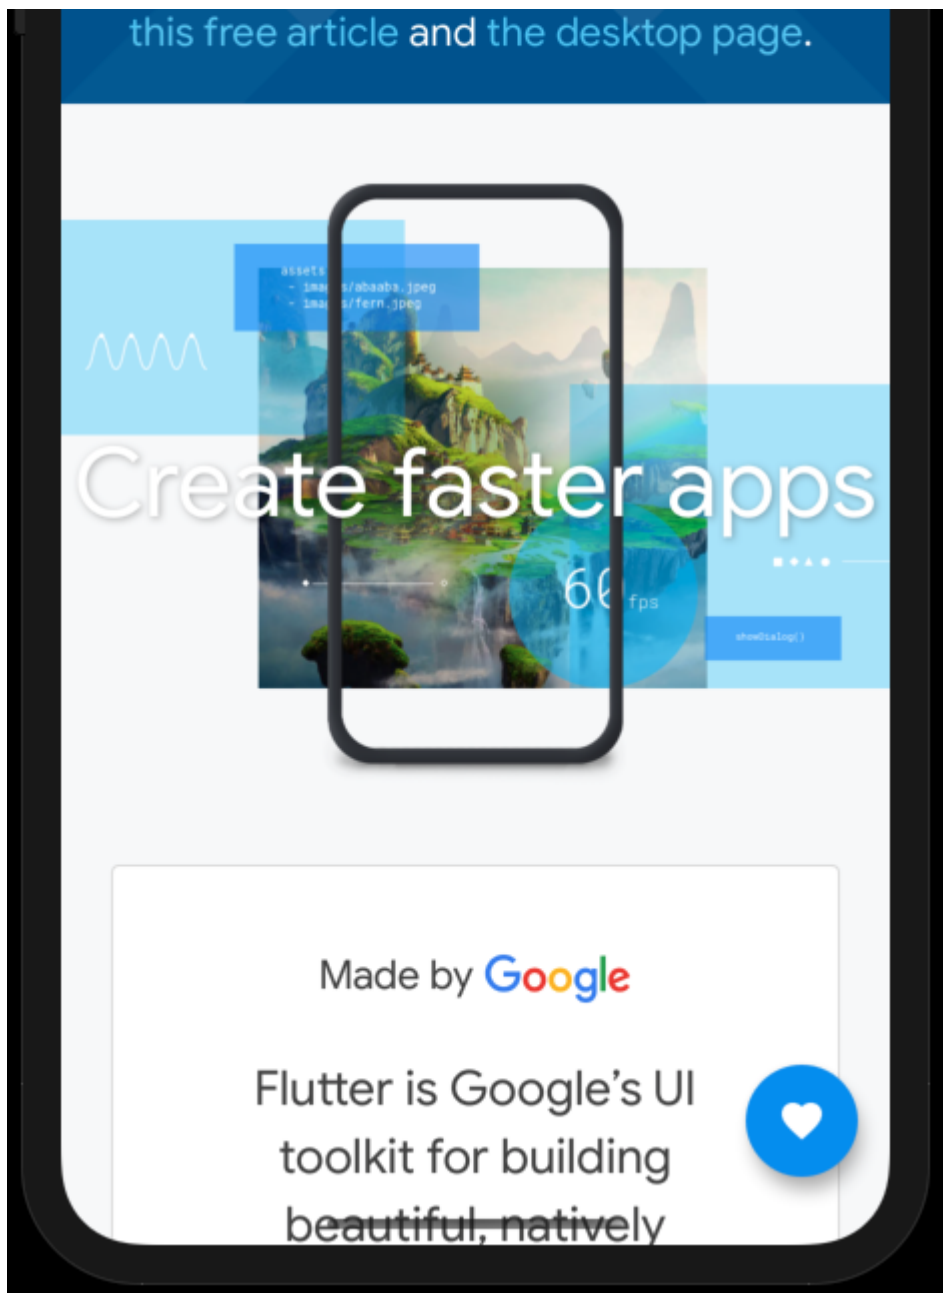 this free article and the desktop page.
assets
- images/abaaba.jpeg
- images/fern.jpeg
Create faster apps
60 fps
showDialog()
Made by Google
Flutter is Google’s UI
toolkit for building
beautiful, natively